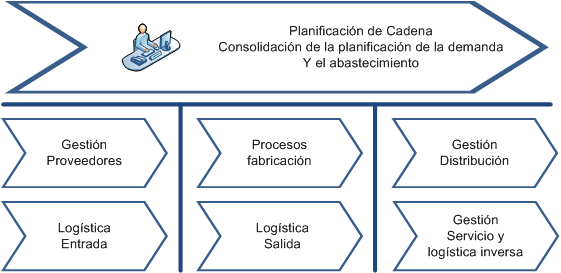 Planificación de Cadena
Consolidación de la planificación de la demanda
Y el abastecimiento
Gestión
Proveedores
Procesos
fabricación
Gestión
Distribución
Logística
Entrada
Logística
Salida
Gestión
Servicio y
logística inversa